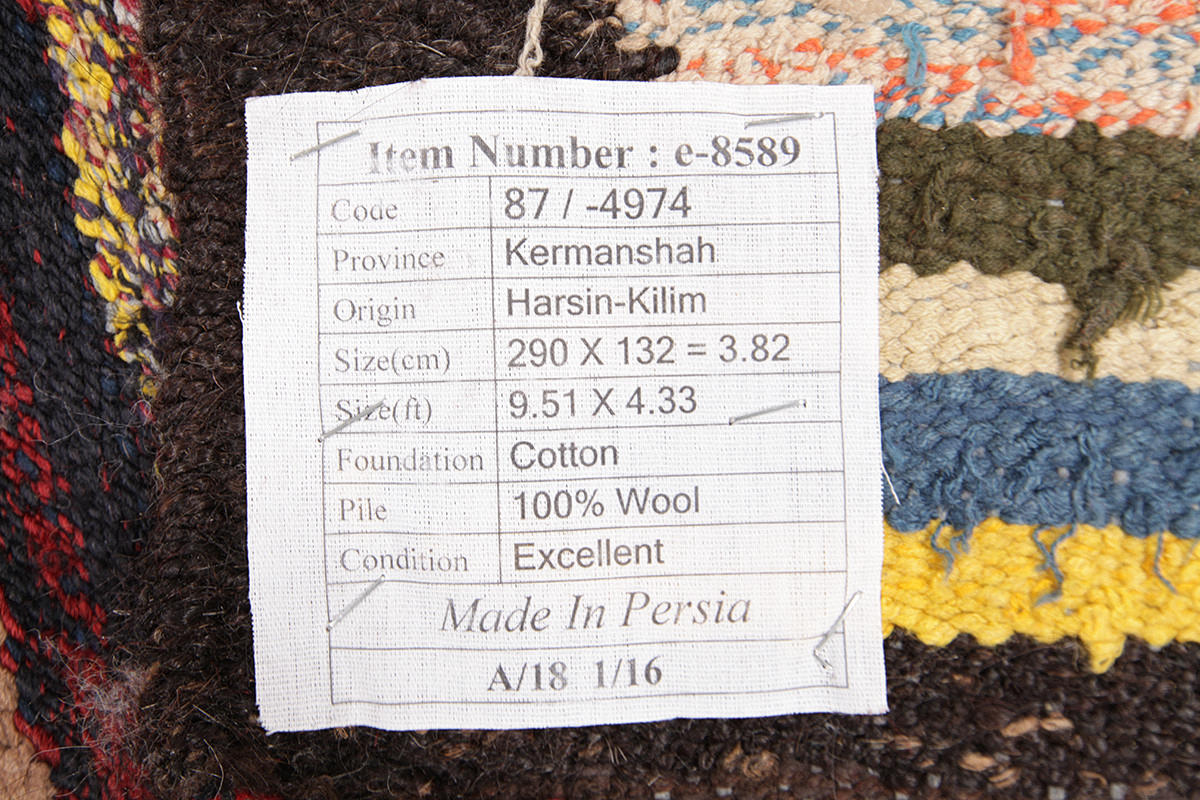 Item Number : e-8589
Code 87 / -4974
Province Kermanshah
Origin Harsin-Kilim
Size(cm) 290 X 132 = 3.82
Size(ft) 9.51 X 4.33
Foundation Cotton
Pile 100% Wool
Condition Excellent
Made In Persia
A/18 1/16